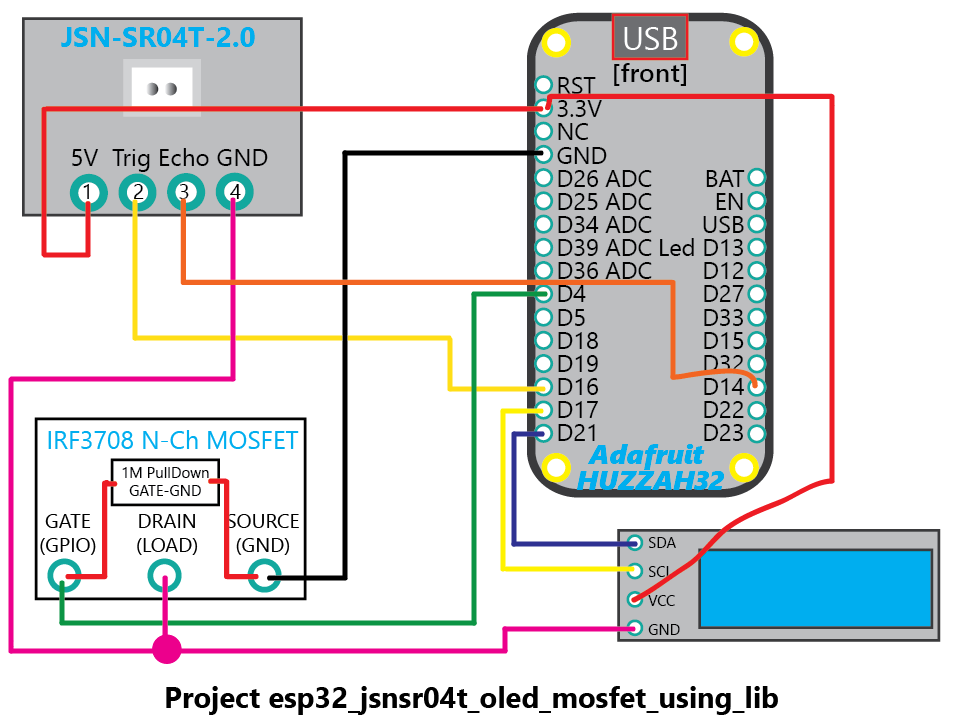 JSN-SR04T-2.0
5V Trig Echo GND
1 2 3 4
USB
[front]
RST
3.3V
NC
GND
D26 ADC
D25 ADC
D34 ADC
D39 ADC
D36 ADC
D4
D5
D18
D19
D16
D17
D21
BAT
EN
USB
Led D13
D12
D27
D33
D15
D32
D14
D22
D23
Adafruit
HUZZAH32
IRF3708 N-Ch MOSFET
1M PullDown
GATE-GND
GATE
(GPIO)
DRAIN
(LOAD)
SOURCE
(GND)
SDA
SCL
VCC
GND
Project esp32_jsnsr04t_oled_mosfet_using_lib